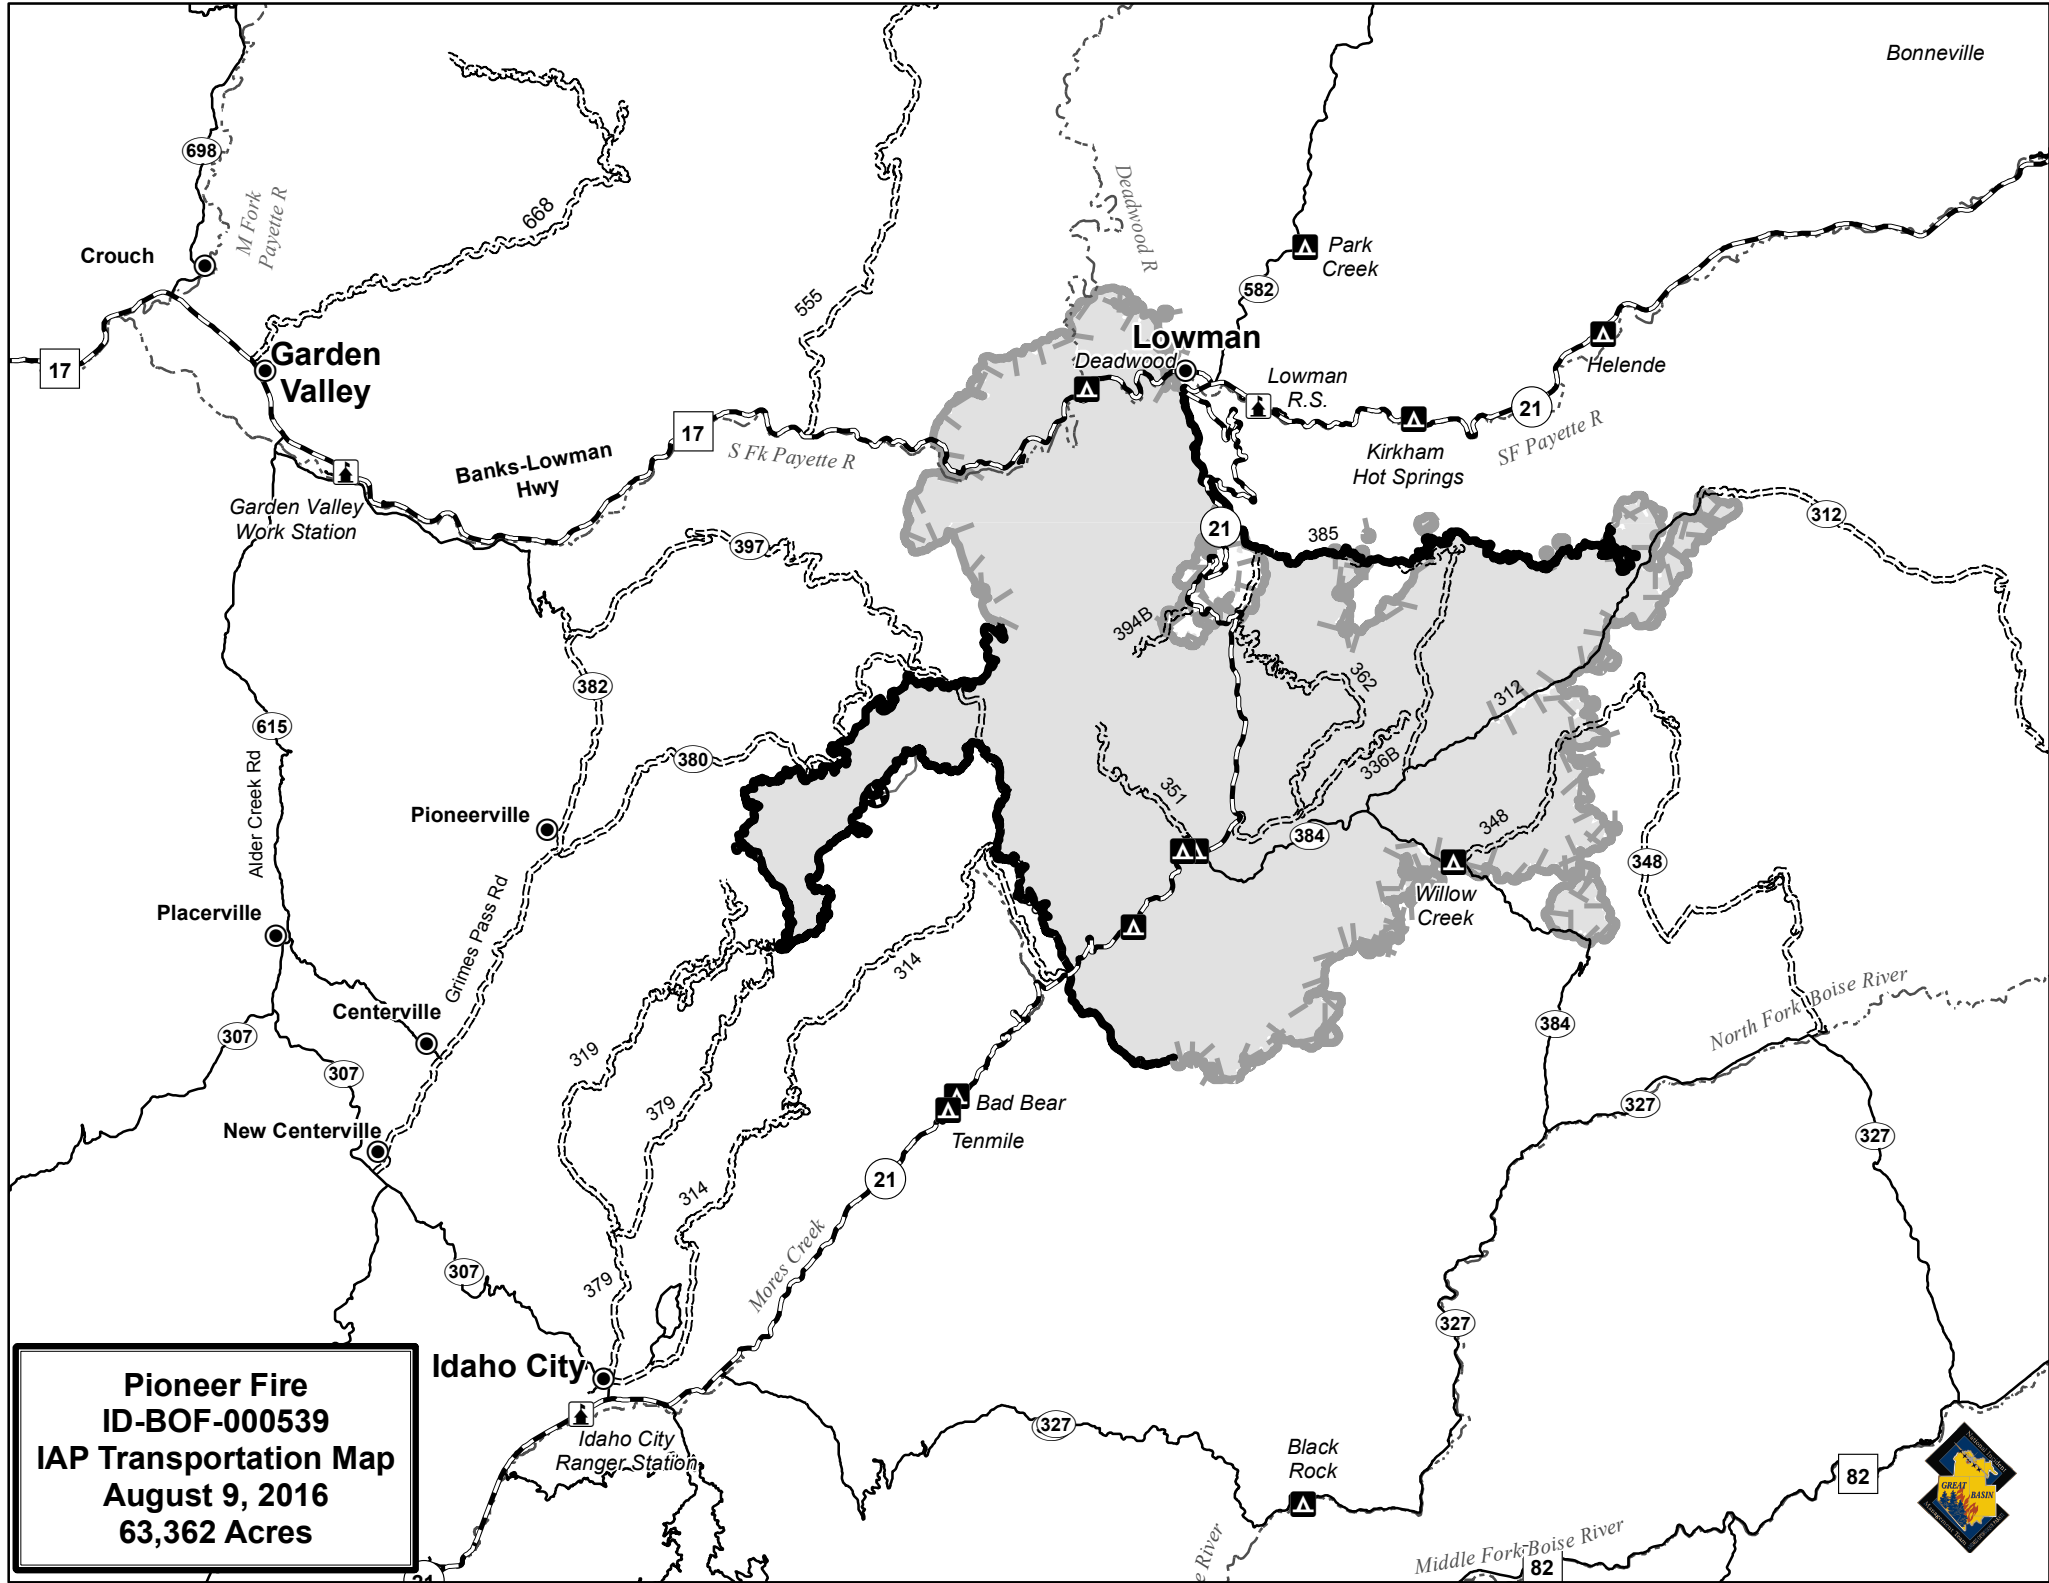 Bonneville
698
M Fork
Payette R
668
Deadwood R
Crouch
Park
Creek
582
555
17
Garden
Valley
Lowman
Deadwood
Helende
Lowman
R.S.
21
17
S Fk Payette R
SF Payette R
Banks-Lowman
Hwy
Kirkham
Hot Springs
Garden Valley
Work Station
312
21
385
397
394B
362
382
312
615
380
336B
351
Alder Creek Rd
Pioneerville
384
348
348
Willow
Creek
Grimes Pass Rd
Placerville
314
Centerville
North Fork Boise River
307
384
319
307
327
379
Bad Bear
New Centerville
Tenmile
327
21
314
Mores Creek
307
379
327
Idaho City
Pioneer Fire
ID-BOF-000539
IAP Transportation Map
August 9, 2016
63,362 Acres
327
Idaho City
Ranger Station
Black
Rock
82
GREAT
BASIN
e River
Middle Fork Boise River
82
21